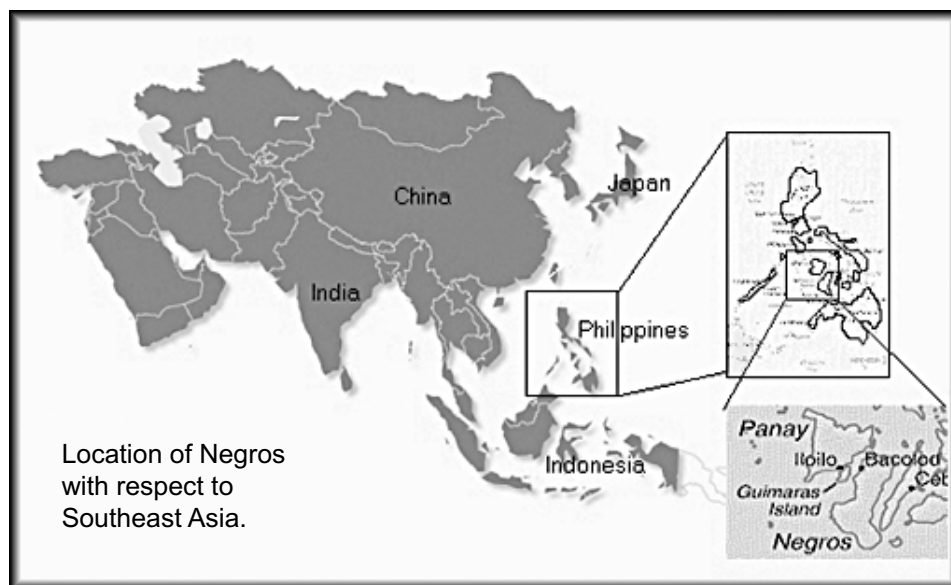 China
Japan
India
Philippines
Indonesia
Location of Negros
with respect to
Southeast Asia.
Panay
Iloilo
Bacolod
Ceb
Guimaras
Island
Negros